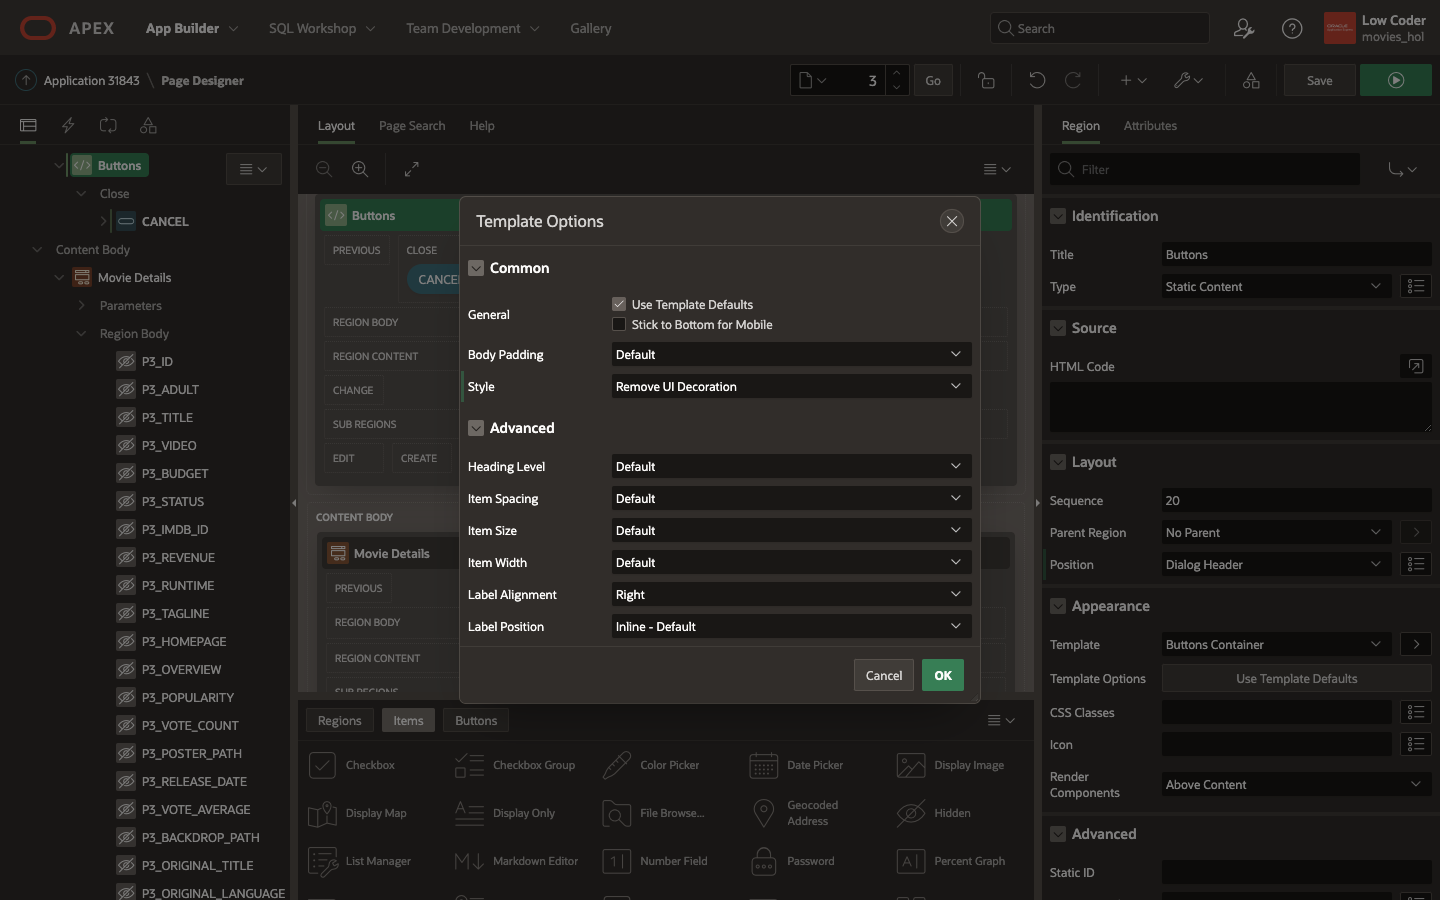 APEX
App Builder
SQL Workshop
Team Development
Gallery
Search
Low Coder
movies_hol
Application 31843 \ Page Designer
3
Go
Save
Layout
Page Search
Help
Region
Attributes
Buttons
Close
CANCEL
Content Body
Movie Details
Parameters
Region Body
P3_ID
P3_ADULT
P3_TITLE
P3_VIDEO
P3_BUDGET
P3_STATUS
P3_IMDB_ID
P3_REVENUE
P3_RUNTIME
P3_TAGLINE
P3_HOMEPAGE
P3_OVERVIEW
P3_POPULARITY
P3_VOTE_COUNT
P3_POSTER_PATH
P3_RELEASE_DATE
P3_VOTE_AVERAGE
P3_BACKDROP_PATH
P3_ORIGINAL_TITLE
P3_ORIGINAL_LANGUAGE
Buttons
PREVIOUS
CLOSE
CANCE
REGION BODY
REGION CONTENT
CHANGE
SUB REGIONS
EDIT
CREATE
CONTENT BODY
Movie Details
PREVIOUS
REGION BODY
REGION CONTENT
SUB REGIONS
Template Options
Common
General
Use Template Defaults
Stick to Bottom for Mobile
Body Padding
Default
Style
Remove UI Decoration
Advanced
Heading Level
Default
Item Spacing
Default
Item Size
Default
Item Width
Default
Label Alignment
Right
Label Position
Inline - Default
Cancel
OK
Regions
Items
Buttons
Checkbox
Checkbox Group
Color Picker
Date Picker
Display Image
Display Map
Display Only
File Browse...
Geocoded
Address
Hidden
List Manager
Markdown Editor
Number Field
Password
Percent Graph
Filter
Identification
Title
Buttons
Type
Static Content
Source
HTML Code
Layout
Sequence
20
Parent Region
No Parent
Position
Dialog Header
Appearance
Template
Buttons Container
Template Options
Use Template Defaults
CSS Classes
Icon
Render
Components
Above Content
Advanced
Static ID